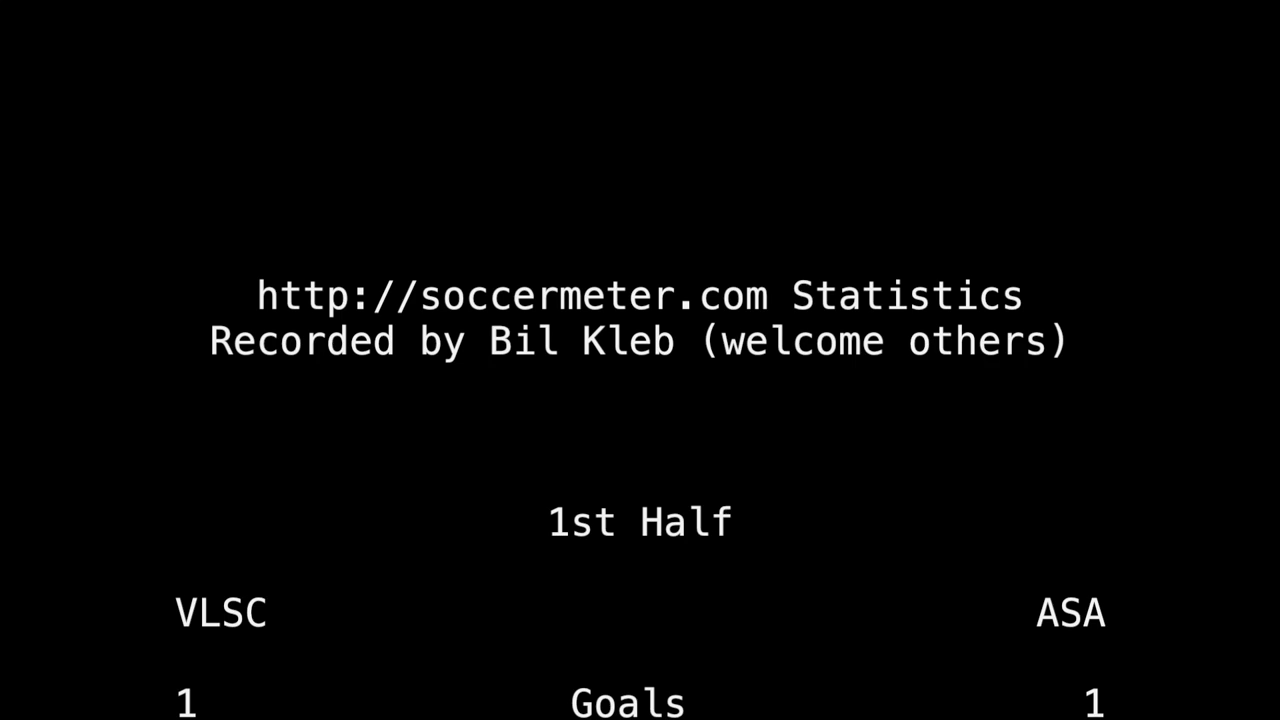 http://soccermeter.com Statistics
Recorded by Bil Kleb (welcome others)
1st Half
VLSC ASA
1 Goals 1